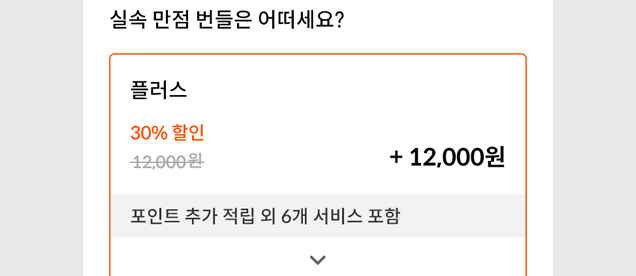 실속 만점 번들은 어떠세요?
플러스
30% 할인
12,000원
+ 12,000원
포인트 추가 적립 외 6개 서비스 포함